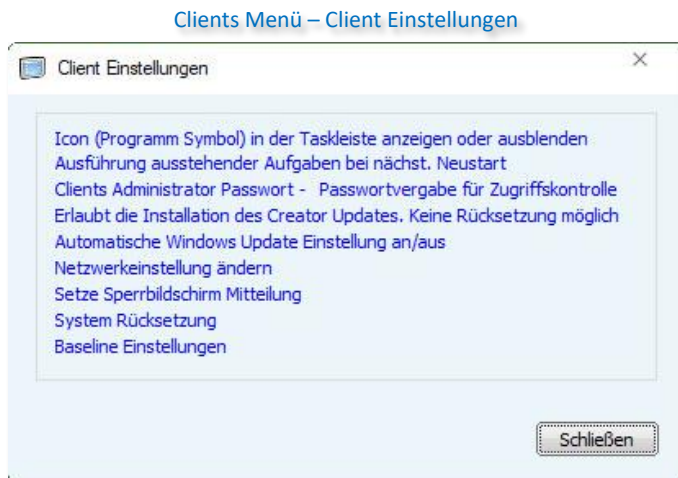 Clients Menü – Client Einstellungen
Client Einstellungen
Icon (Programm Symbol) in der Taskleiste anzeigen oder ausblenden
Ausführung ausstehender Aufgaben bei nächst. Neustart
Clients Administrator Passwort - Passwortvergabe für Zugriffskontrolle
Erlaubt die Installation des Creator Updates. Keine Rücksetzung möglich
Automatische Windows Update Einstellung an/aus
Netzwerkeinstellung ändern
Setze Sperrbildschirm Mitteilung
System Rücksetzung
Baseline Einstellungen
Schließen